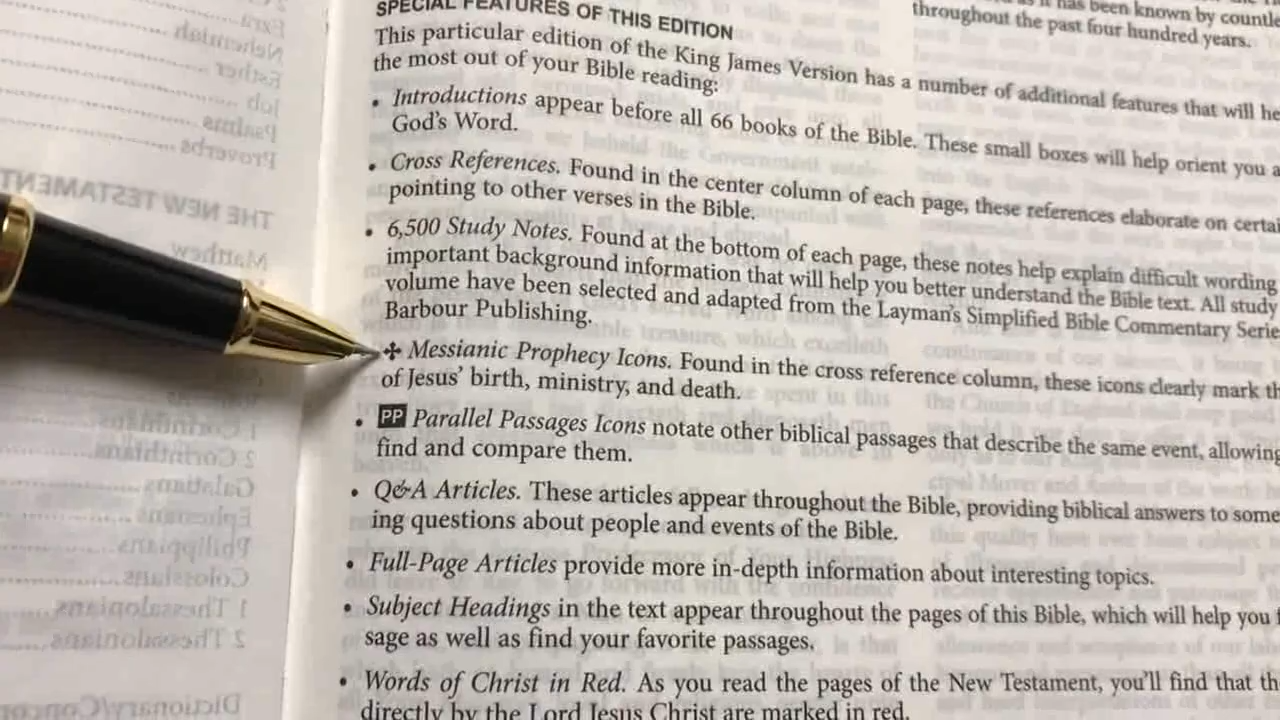 SPECIAL FEATURES OF THIS EDITION
This particular edition of the King James Version has a number of additional features that will
the most out of your Bible reading:
• Introductions appear before all 66 books of the Bible. These small boxes will help orient you
God's Word.
• Cross References. Found in the center column of each page, these references elaborate on
pointing to other verses in the Bible.
• 6,500 Study Notes. Found at the bottom of each page, these notes help explain difficult wording
important background information that will help you better understand the Bible text. All study
volume have been selected and adapted from the Layman's Simplified Bible Commentary
Barbour Publishing.
✣ Messianic Prophecy Icons. Found in the cross reference column, these icons clearly mark
of Jesus' birth, ministry, and death.
• PP Parallel Passages Icons notate other biblical passages that describe the same event, allowing
find and compare them.
• Q&A Articles. These articles appear throughout the Bible, providing biblical answers to some
ing questions about people and events of the Bible.
• Full-Page Articles provide more in-depth information about interesting topics.
• Subject Headings in the text appear throughout the pages of this Bible, which will help you
sage as well as find your favorite passages.
• Words of Christ in Red. As you read the pages of the New Testament, you'll find that
directly by the Lord Jesus Christ are marked in red.
it has been known by
throughout the past four hundred years.
Ezra
Nehemiah
Esther
Job
Psalms
Proverbs
THE NEW TESTAMENT
Matthew
1 Corinthians
2 Corinthians
Galatians
Ephesians
Philippians
Colossians
1 Thessalonians
2 Thessalonians